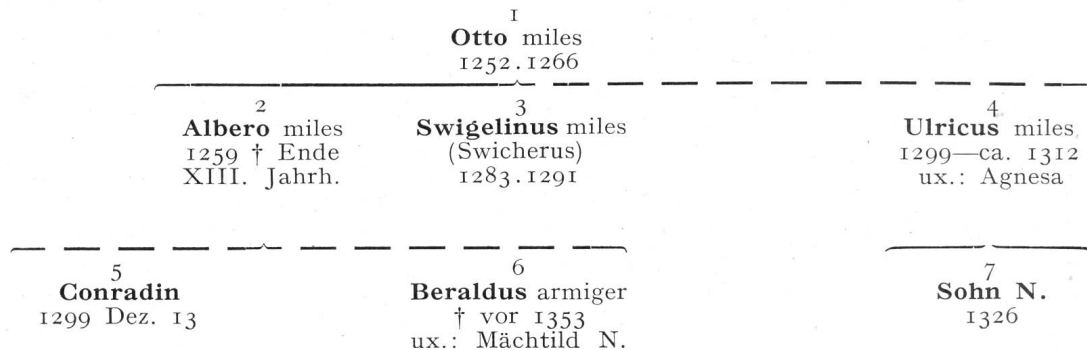 1
Otto miles
1252.1266
2
Albero miles
1259 † Ende
XIII. Jahrh.
3
Swigelinus miles
(Swicherus)
1283.1291
4
Ulricus miles
1299—ca. 1312
ux.: Agnesa
5
Conradin
1299 Dez. 13
6
Beraldus armiger
† vor 1353
ux.: Mächtild N.
7
Sohn N.
1326